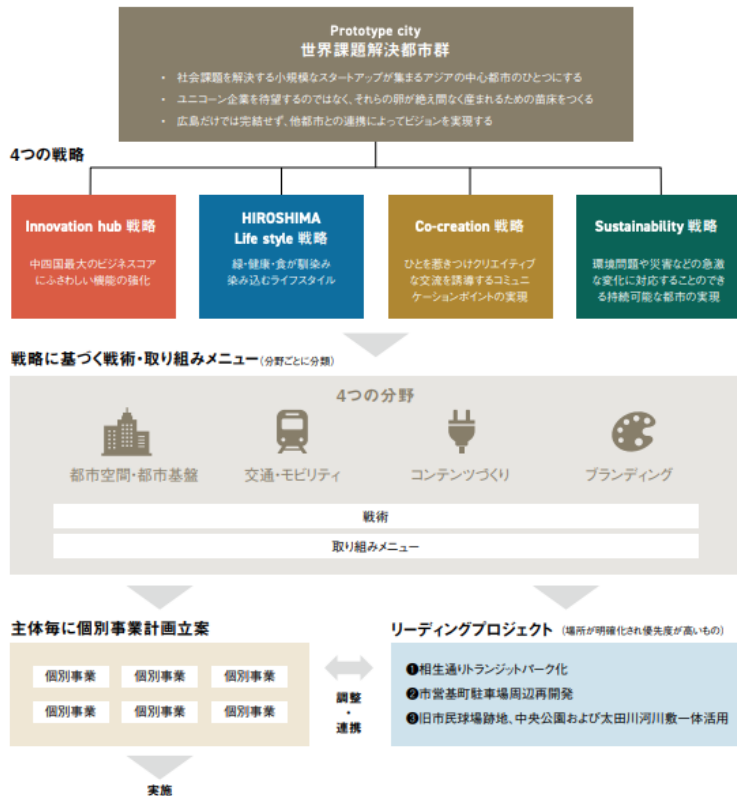 Prototype city
世界課題解決都市群
・ 社会課題を解決する小規模なスタートアップが集まるアジアの中心都市のひとつにする
・ ユニコーン企業を待望するのではなく、それらの卵が絶え間なく産まれるための苗床をつくる
・ 広島だけでは完結せず、他都市との連携によってビジョンを実現する
4つの戦略
Innovation hub 戦略
中四国最大のビジネスコア
にふさわしい機能の強化
HIROSHIMA
Life style 戦略
緑・健康・食が馴染み
染み込むライフスタイル
Co-creation 戦略
ひとを惹きつけクリエイティブ
な交流を誘導するコミュニ
ケーションポイントの実現
Sustainability 戦略
環境問題や災害などの急激
な変化に対応することのでき
る持続可能な都市の実現
戦略に基づく戦術・取り組みメニュー(分野ごとに分類)
4つの分野
都市空間・都市基盤
交通・モビリティ
コンテンツづくり
ブランディング
戦術
取り組みメニュー
主体毎に個別事業計画立案
個別事業 個別事業 個別事業
個別事業 個別事業 個別事業
実施
調整
・
連携
リーディングプロジェクト (場所が明確化され優先度が高いもの)
❶相生通りトランジットパーク化
❷市営基町駐車場周辺再開発
❸旧市民球場跡地、中央公園および太田川河川敷一体活用